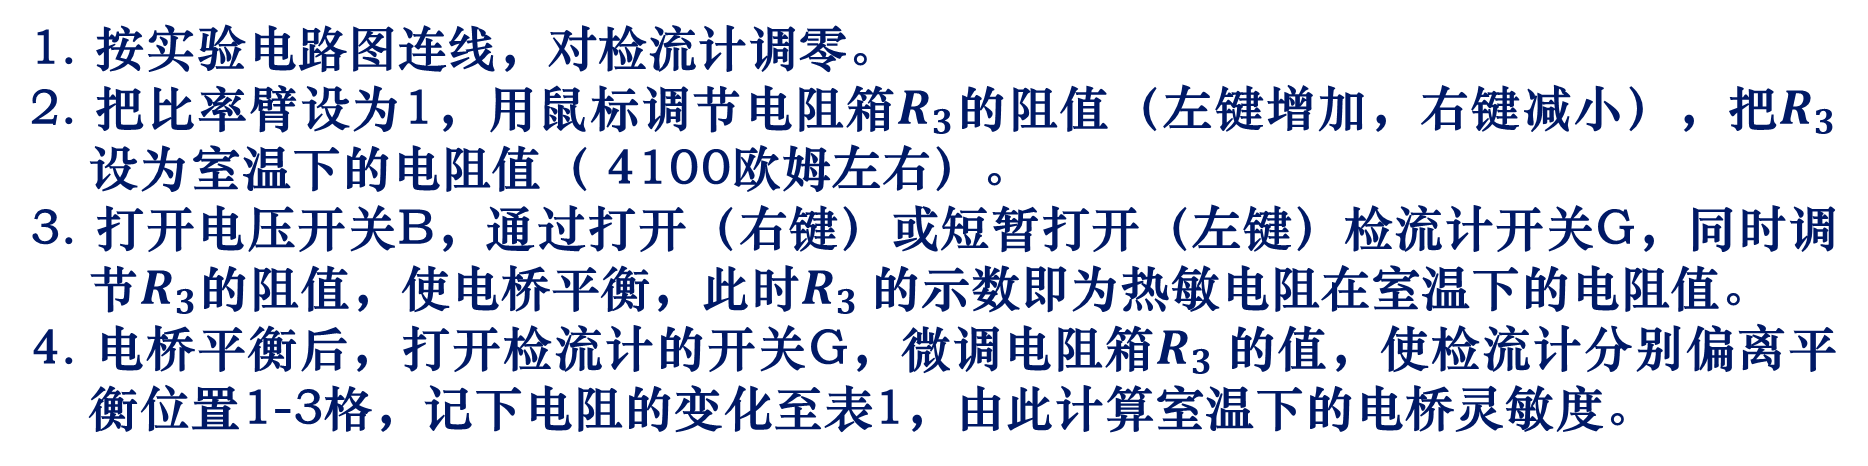 1. 按实验电路图连线，对检流计调零。
2. 把比率臂设为1，用鼠标调节电阻箱R₃的阻值（左键增加，右键减小），把R₃
设为室温下的电阻值（ 4100欧姆左右）。
3. 打开电压开关B，通过打开（右键）或短暂打开（左键）检流计开关G，同时调
节R₃的阻值，使电桥平衡，此时R₃ 的示数即为热敏电阻在室温下的电阻值。
4. 电桥平衡后，打开检流计的开关G，微调电阻箱R₃ 的值，使检流计分别偏离平
衡位置1-3格，记下电阻的变化至表1，由此计算室温下的电桥灵敏度。